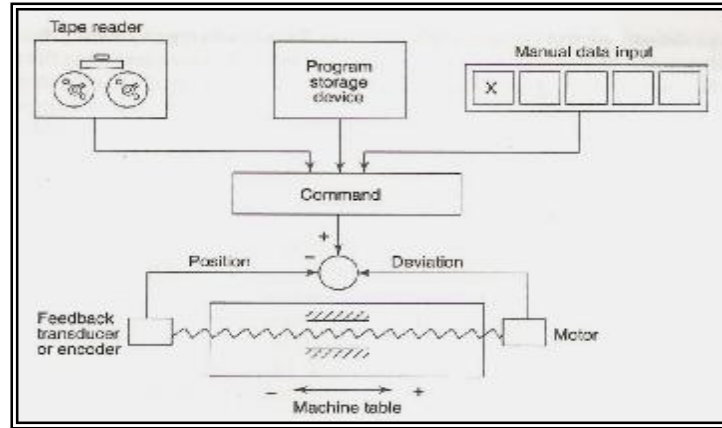 Tape reader
Manual data input
Program
storage
device
X
Command
+
-
Position
Deviation
Feedback
transducer
or encoder
Motor
- +
Machine table